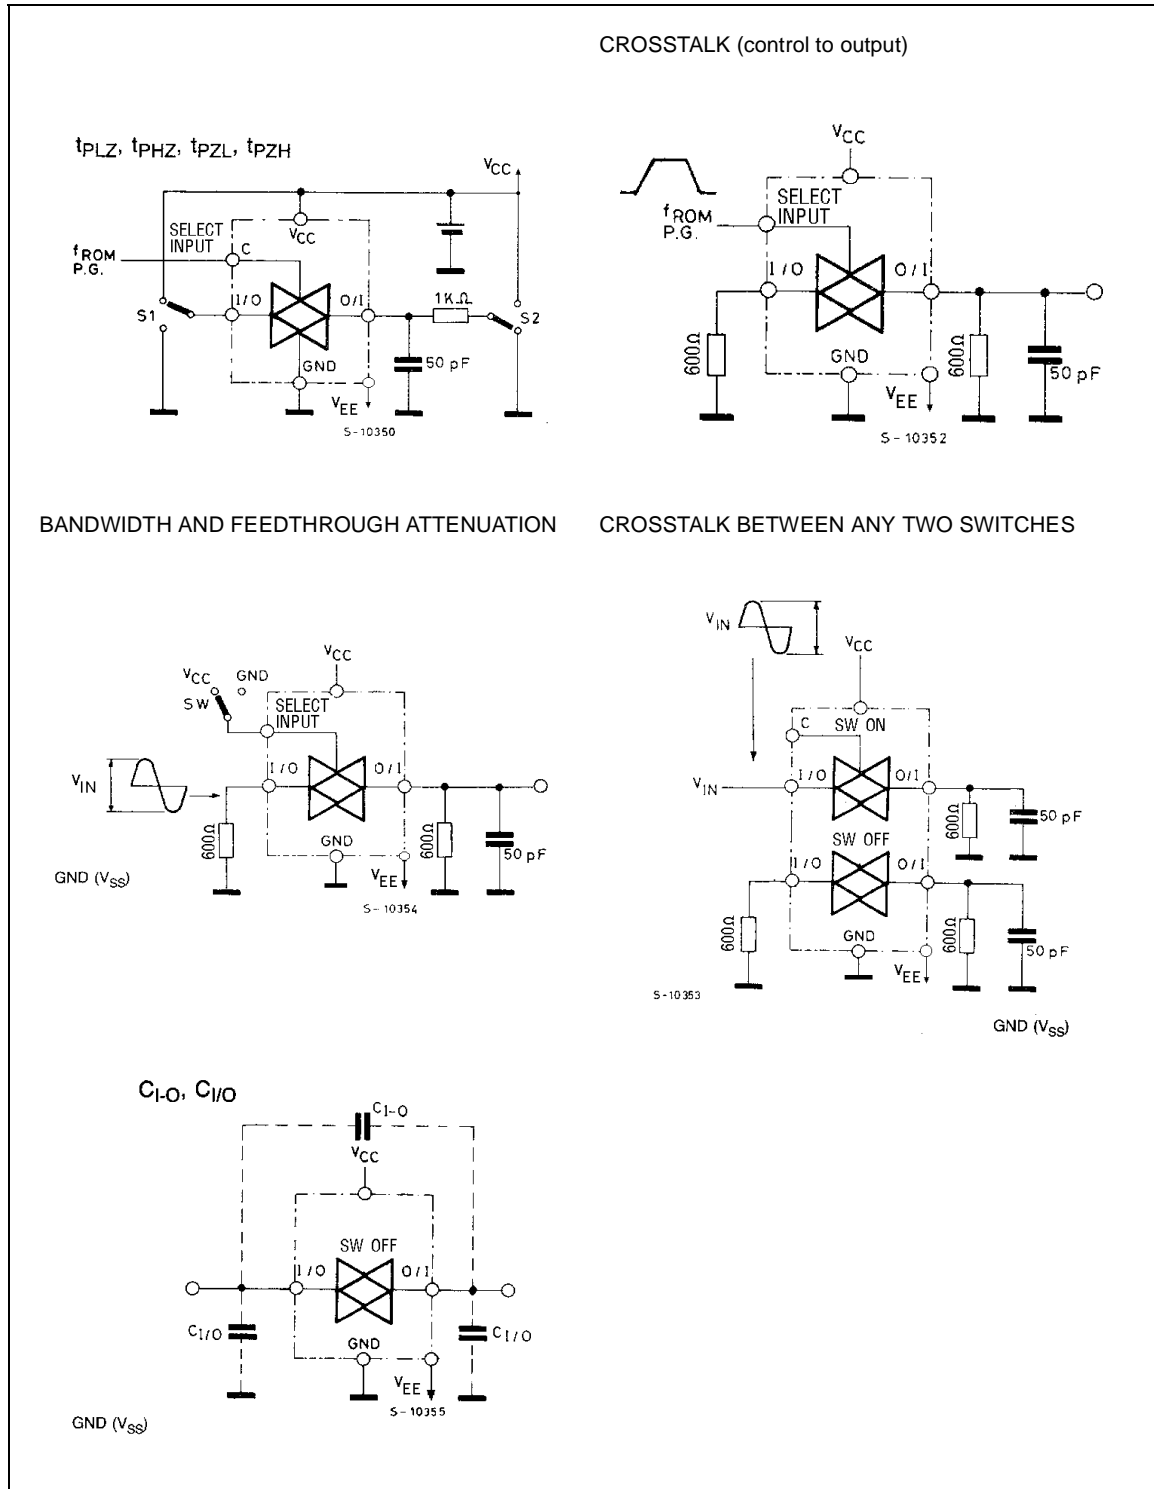 CROSSTALK (control to output)
tPLZ, tPHZ, tPZL, tPZH
VCC
SELECT
INPUT
VCC
fROM
P.G.
C
I/O
O/I
1KΩ
S1
S2
GND
50 pF
VEE
S-10350
VCC
SELECT
INPUT
fROM
P.G.
I/O
O/I
600Ω
GND
600Ω
50 pF
VEE
S-10352
BANDWIDTH AND FEEDTHROUGH ATTENUATION
CROSSTALK BETWEEN ANY TWO SWITCHES
VCC
VCC
GND
SW
SELECT
INPUT
VIN
I/O
O/I
600Ω
GND
600Ω
50 pF
VEE
GND (VSS)
S-10354
VIN
VCC
C
SW ON
VIN
I/O
O/I
600Ω
50 pF
SW OFF
I/O
O/I
600Ω
GND
600Ω
50 pF
VEE
S-10353
GND (VSS)
CI-O, CI/O
CI-O
VCC
SW OFF
I/O
O/I
CI/O
GND
CI/O
VEE
S-10355
GND (VSS)